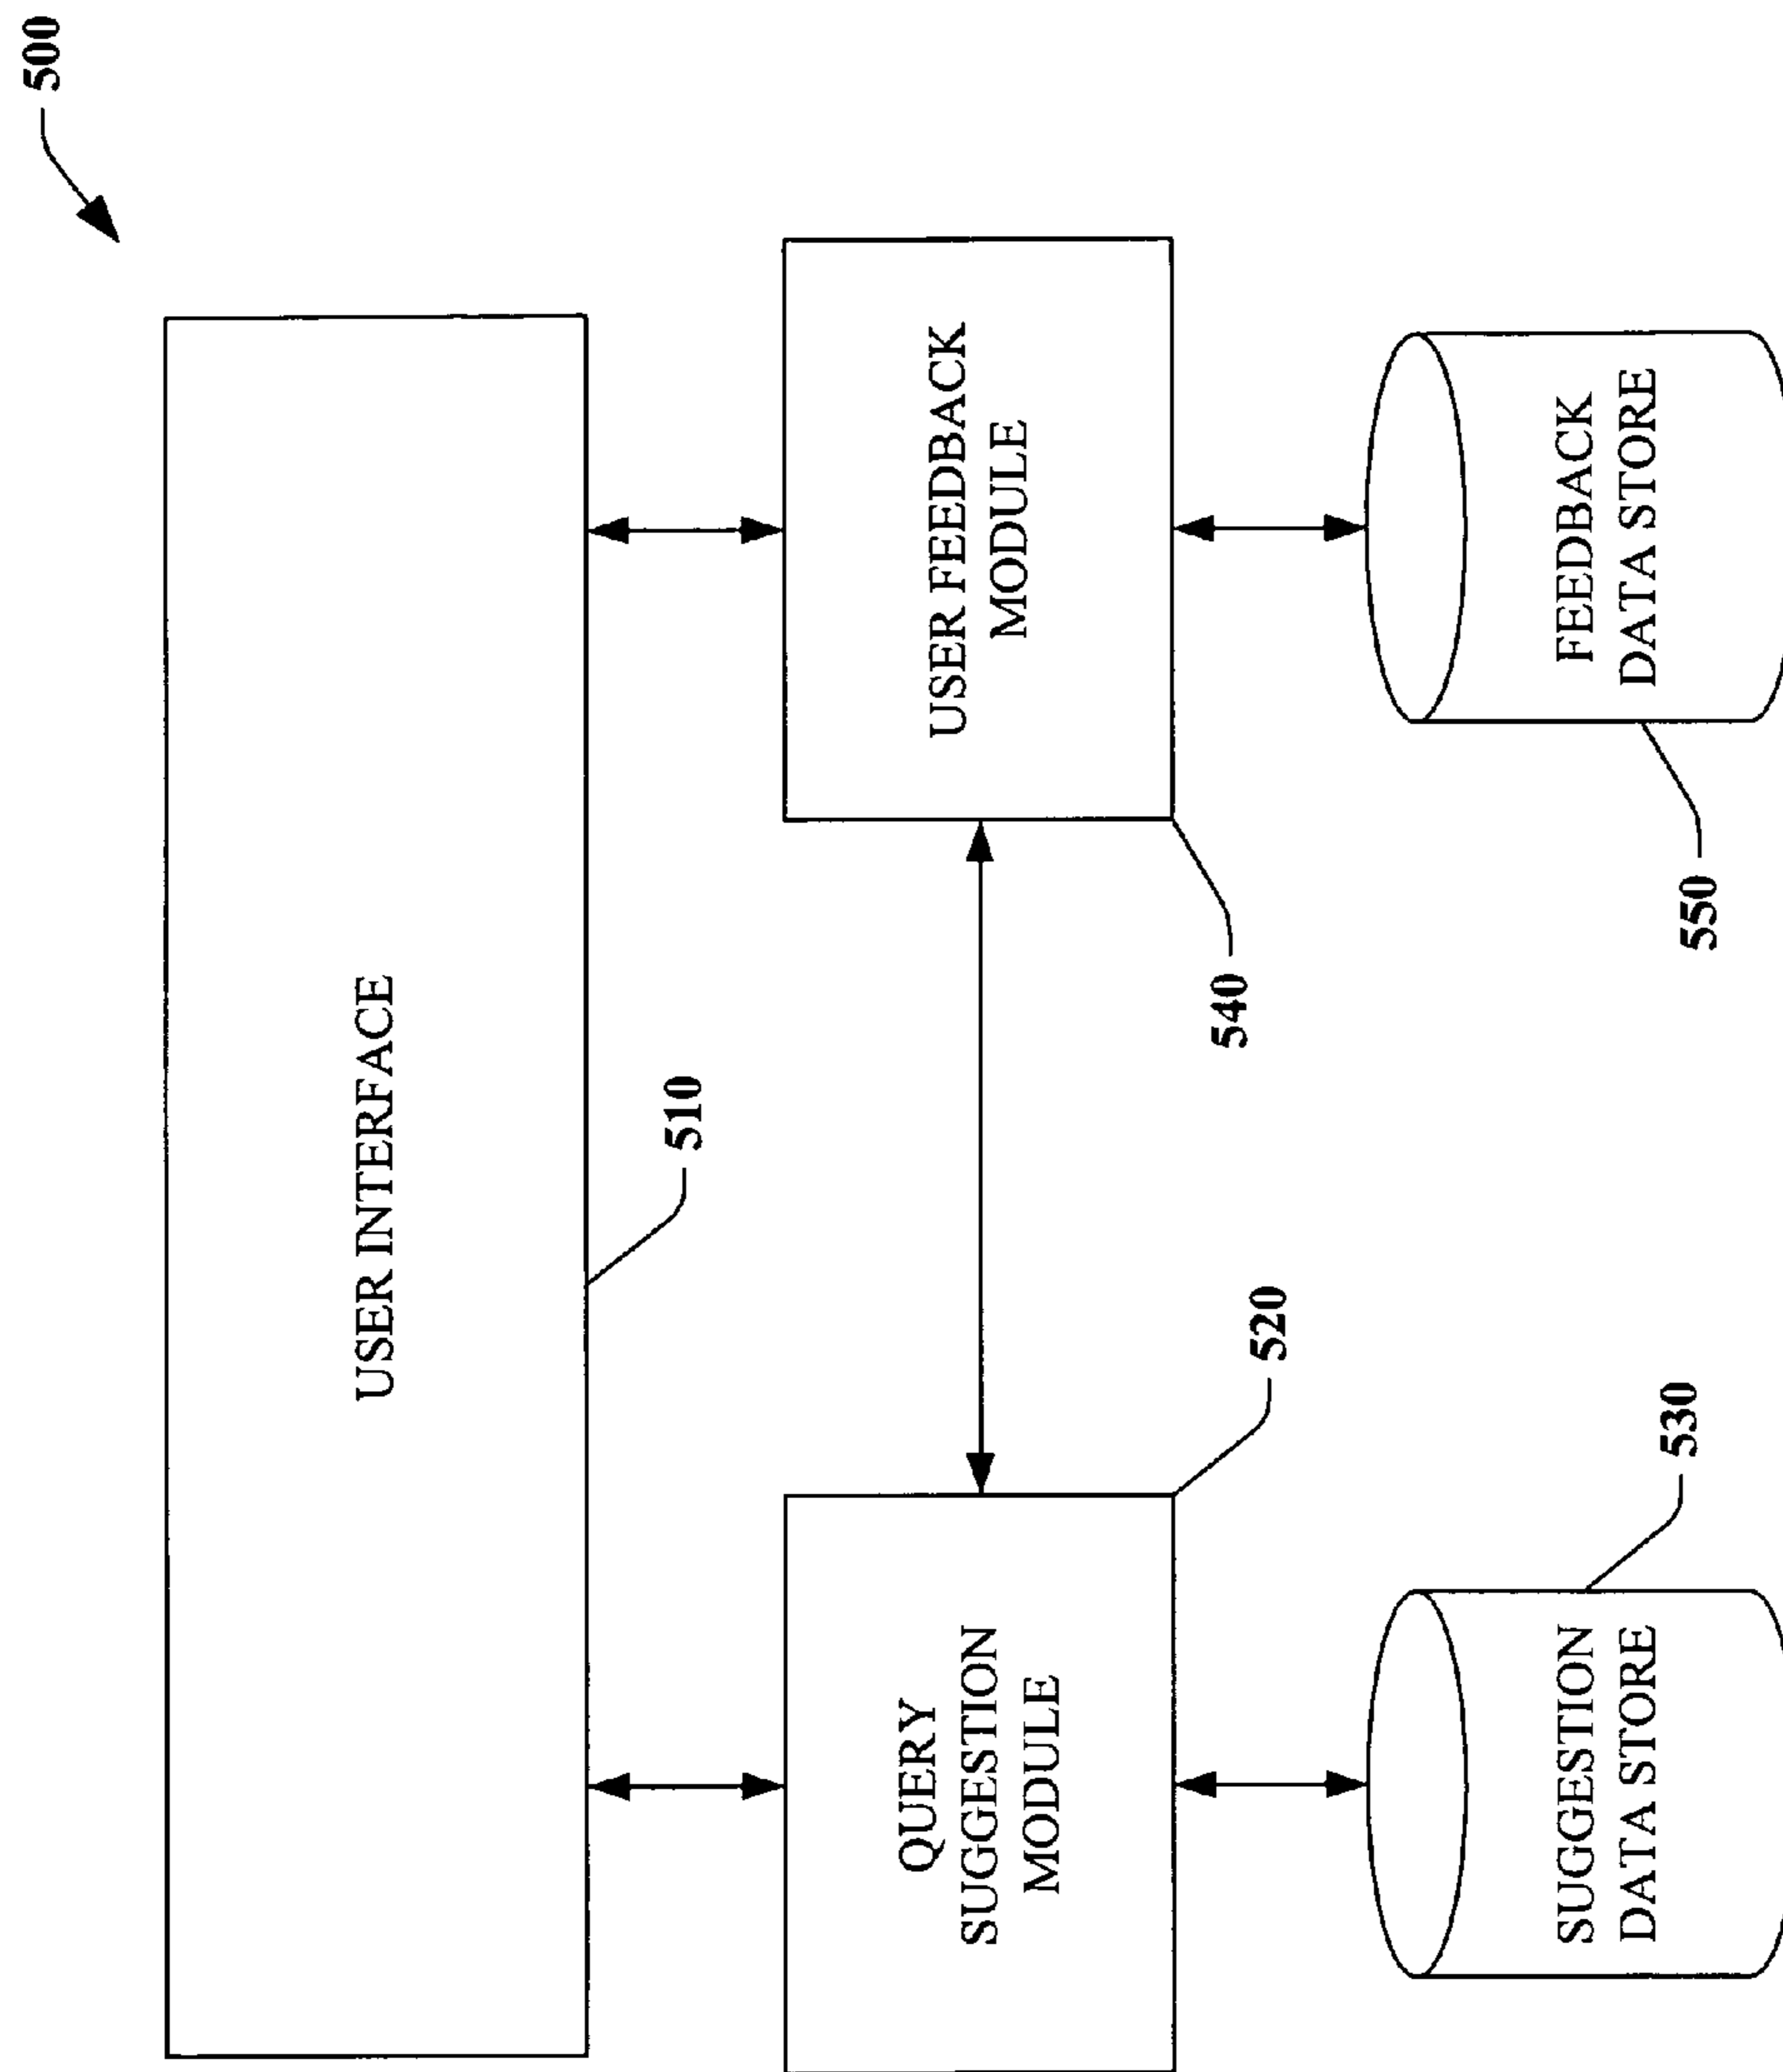 500
USER INTERFACE
510
QUERY
SUGGESTION
MODULE
520
USER FEEDBACK
MODULE
540
SUGGESTION
DATA STORE
530
FEEDBACK
DATA STORE
550